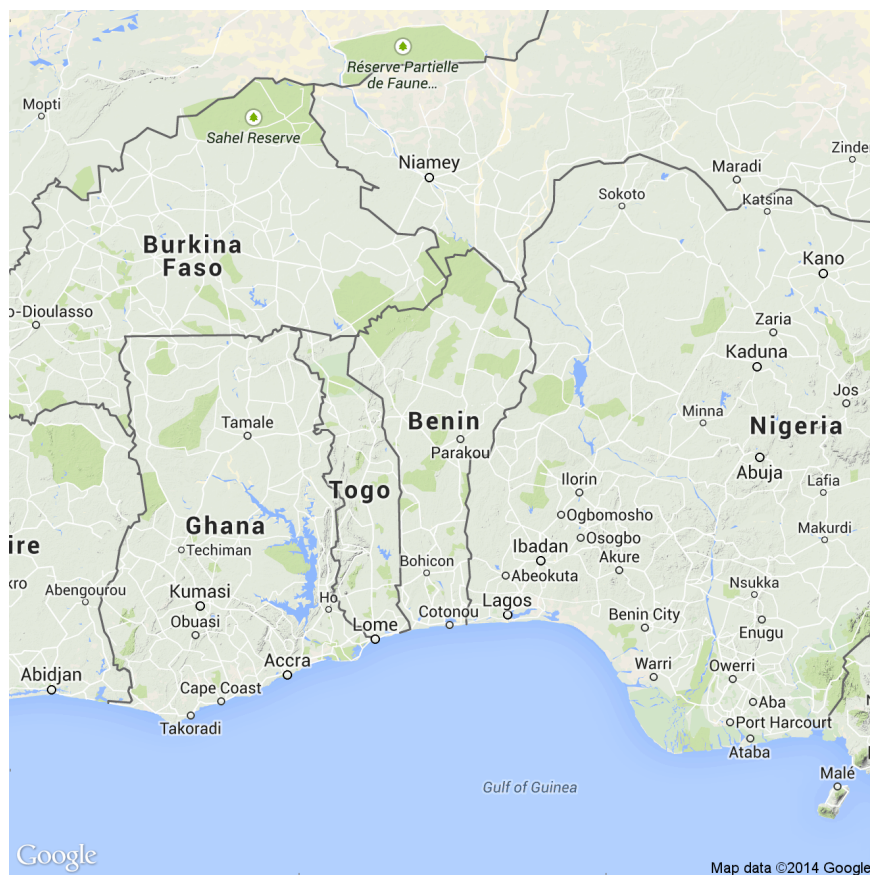 Réserve Partielle
de Faune...
Mopti
Sahel Reserve
Zinder
Niamey
Maradi
Sokoto
Katsina
Burkina
Faso
Kano
o-Dioulasso
Zaria
Kaduna
Jos
Tamale
Benin
Minna
Nigeria
Parakou
Abuja
Togo
Ilorin
Lafia
Ghana
Ogbomosho
Makurdi
ire
Techiman
Ibadan
Osogbo
Akure
Bohicon
Abeokuta
Nsukka
xro
Abengourou
Kumasi
Ho
Cotonou
Lagos
Benin City
Obuasi
Lome
Enugu
Accra
Warri
Owerri
Abidjan
Cape Coast
Aba
Takoradi
Port Harcourt
Ataba
Malé
Gulf of Guinea
Google
Map data ©2014 Google